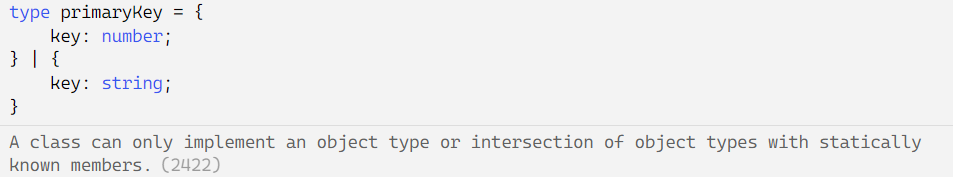 type primaryKey = {
    key: number;
} | {
    key: string;
}
A class can only implement an object type or intersection of object types with statically
known members. (2422)